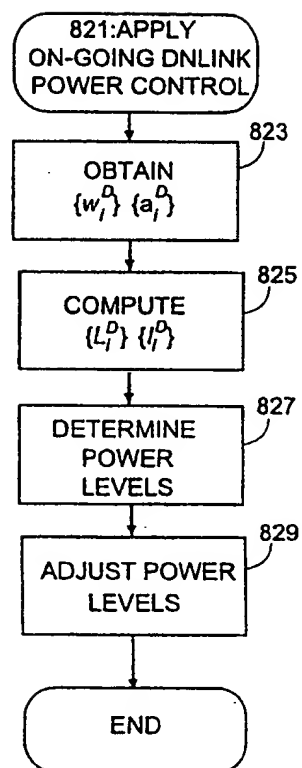 821:APPLY
ON-GOING DNLINK
POWER CONTROL
823
OBTAIN
{w_i^D} {a_i^D}
825
COMPUTE
{L_i^D} {I_i^D}
827
DETERMINE
POWER
LEVELS
829
ADJUST POWER
LEVELS
END